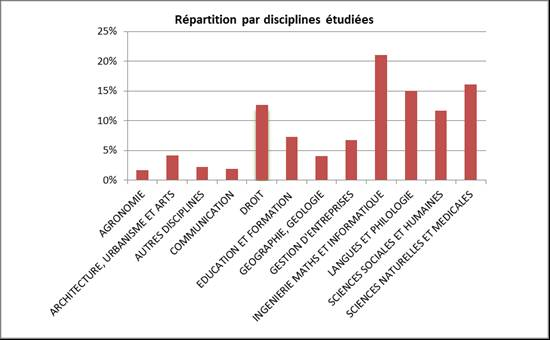 Répartition par disciplines étudiées
25%
20%
15%
10%
5%
0%
AGRONOMIE
ARCHITECTURE, URBANISME ET ARTS
AUTRES DISCIPLINES
COMMUNICATION
DROIT
EDUCATION ET FORMATION
GEOGRAPHIE, GEOLOGIE
GESTION D'ENTREPRISES
INGENIERIE MATHS ET INFORMATIQUE
LANGUES ET PHILOLOGIE
SCIENCES SOCIALES ET HUMAINES
SCIENCES NATURELLES ET MEDICALES